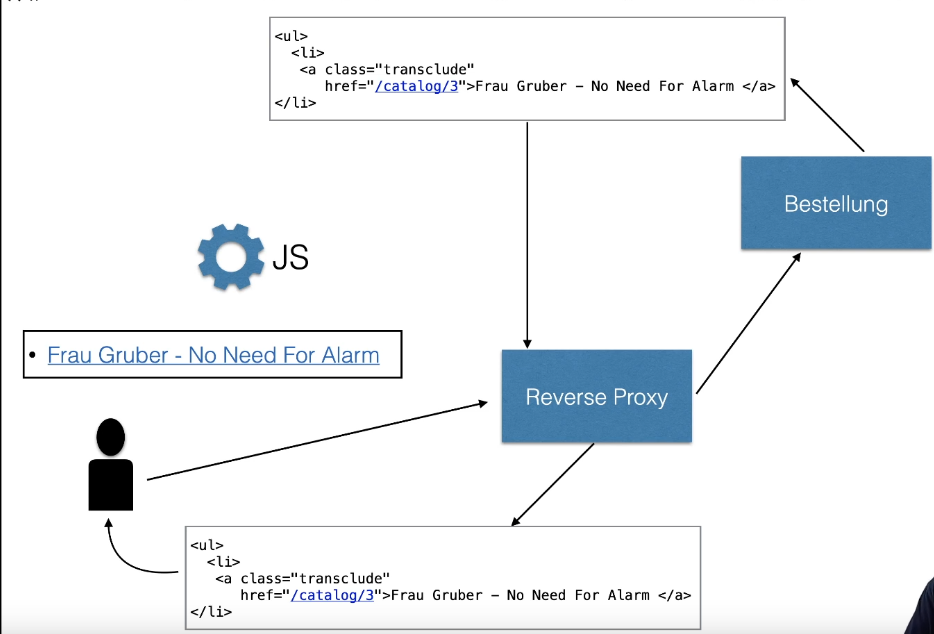 <ul>
<li>
<a class="transclude"
href="/catalog/3">Frau Gruber – No Need For Alarm </a>
</li>
Bestellung
JS
• Frau Gruber - No Need For Alarm
Reverse Proxy
<ul>
<li>
<a class="transclude"
href="/catalog/3">Frau Gruber – No Need For Alarm </a>
</li>